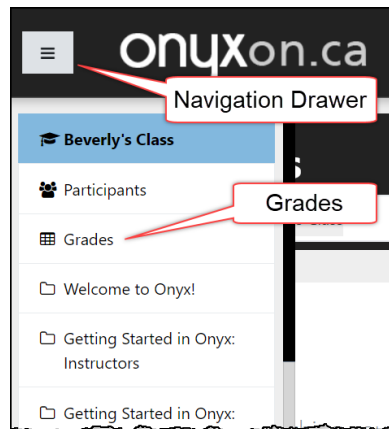 onyxon.ca
Navigation Drawer
Beverly's Class
Participants
Grades
Grades
Welcome to Onyx!
Getting Started in Onyx:
Instructors
Getting Started in Onyx: